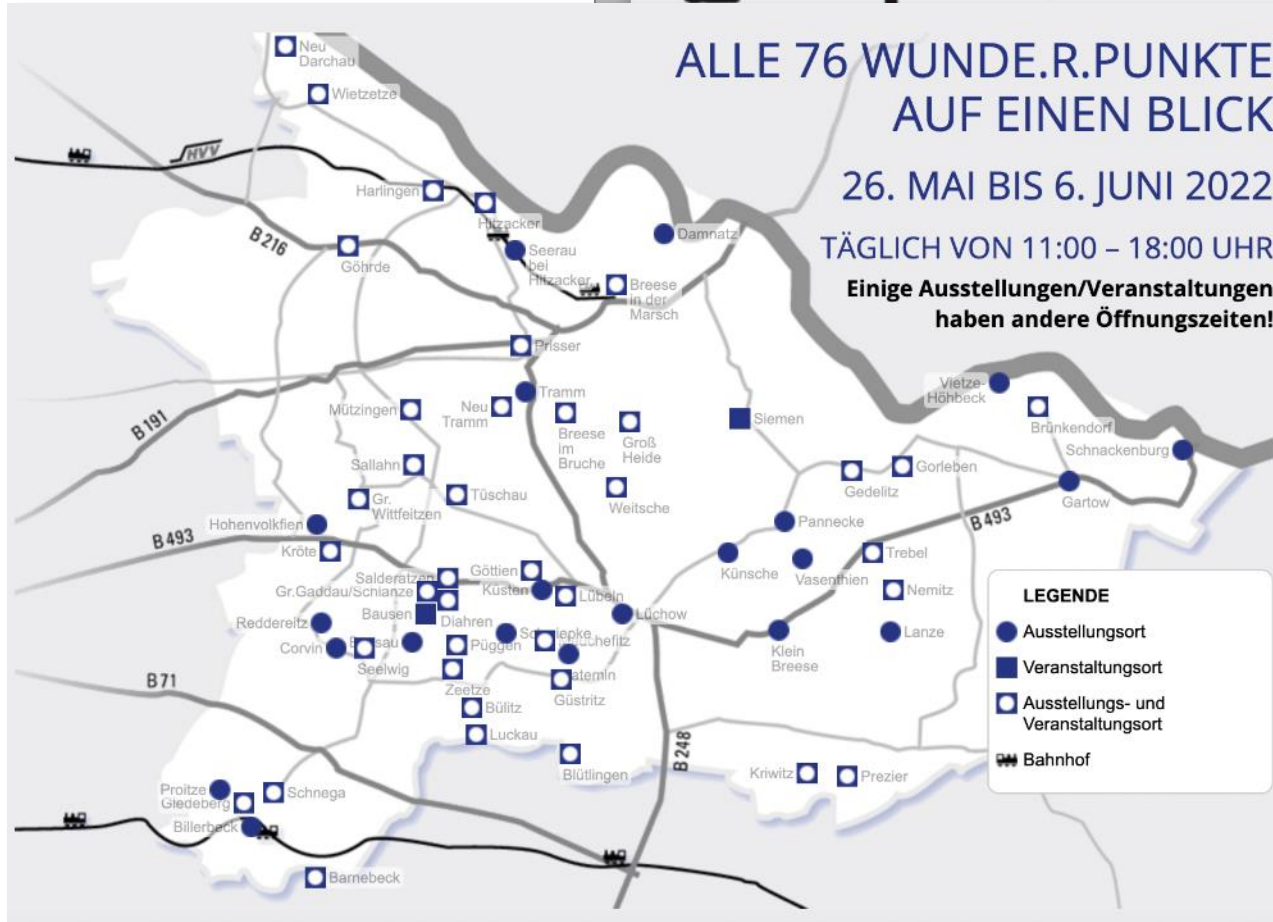 ALLE 76 WUNDE.R.PUNKTE
AUF EINEN BLICK
26. MAI BIS 6. JUNI 2022
TÄGLICH VON 11:00 – 18:00 UHR
Einige Ausstellungen/Veranstaltungen
haben andere Öffnungszeiten!
Neu
Darchau
Wietzetze
HVV
Harlingen
Hitzacker
B 216
Göhrde
Seerau
bei
Hitzacker
Damnatz
Breese
in der
Marsch
Prisser
Vietze-
Höhbeck
Tramm
Neu
Tramm
Mützingen
B 191
Breese
im
Bruche
Groß
Heide
Siemen
Brünkendorf
Schnackenburg
Sallahn
Gorleben
Gedelitz
Gartow
Tüschau
Gr.
Wittfeitzen
Weitsche
Hohenvolkfien
Pannecke
B 493
B 493
Kröte
Künsche
Vasenthien
Trebel
Göttien
Salderatzen
Küsten
Lübeln
Gr.Gaddau/Schlanze
Nemitz
Bausen
Diahren
Lüchow
Reddereitz
Lanze
Klein
Breese
Corvin
Seelwig
Püggen
Zeetze
Güstritz
B 71
Bülitz
Luckau
Blütlingen
B 248
Kriwitz
Prezier
Proitze
Gledeberg
Schnega
Billerbeck
Barnebeck
LEGENDE
Ausstellungsort
Veranstaltungsort
Ausstellungs- und
Veranstaltungsort
Bahnhof